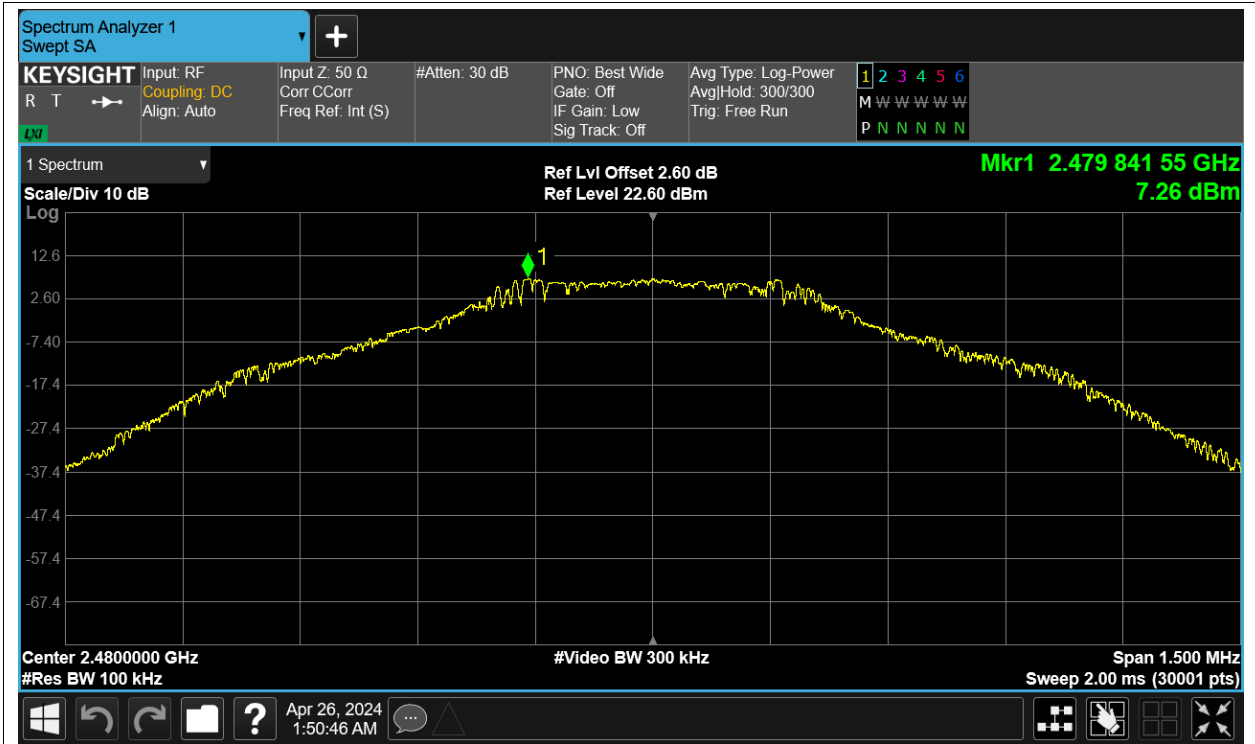 Spectrum Analyzer 1
Swept SA
KEYSIGHT
R T
LXI
Input: RF
Coupling: DC
Align: Auto
Input Z: 50 Ω
Corr CCorr
Freq Ref: Int (S)
#Atten: 30 dB
PNO: Best Wide
Gate: Off
IF Gain: Low
Sig Track: Off
Avg Type: Log-Power
Avg|Hold: 300/300
Trig: Free Run
1 2 3 4 5 6
M W W W W W
P N N N N N
1 Spectrum
Scale/Div 10 dB
Log
Ref Lvl Offset 2.60 dB
Ref Level 22.60 dBm
Mkr1 2.479 841 55 GHz
7.26 dBm
1
12.6
2.60
-7.40
-17.4
-27.4
-37.4
-47.4
-57.4
-67.4
Center 2.4800000 GHz
#Res BW 100 kHz
#Video BW 300 kHz
Span 1.500 MHz
Sweep 2.00 ms (30001 pts)
?
Apr 26, 2024
1:50:46 AM